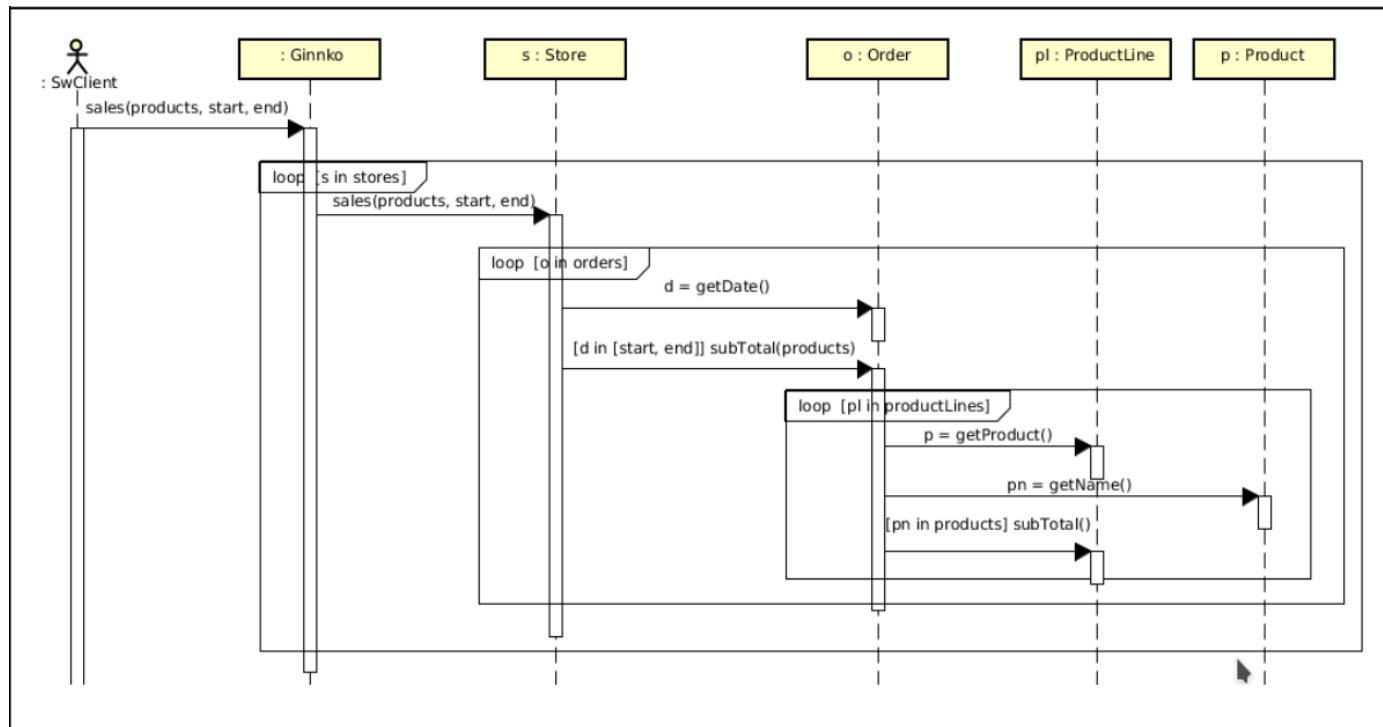 : SwClient
: Ginnko
s : Store
o : Order
pl : ProductLine
p : Product
sales(products, start, end)
loop [s in stores]
sales(products, start, end)
loop [o in orders]
d = getDate()
[d in [start, end]] subTotal(products)
loop [pl in productLines]
p = getProduct()
pn = getName()
[pn in products] subTotal()